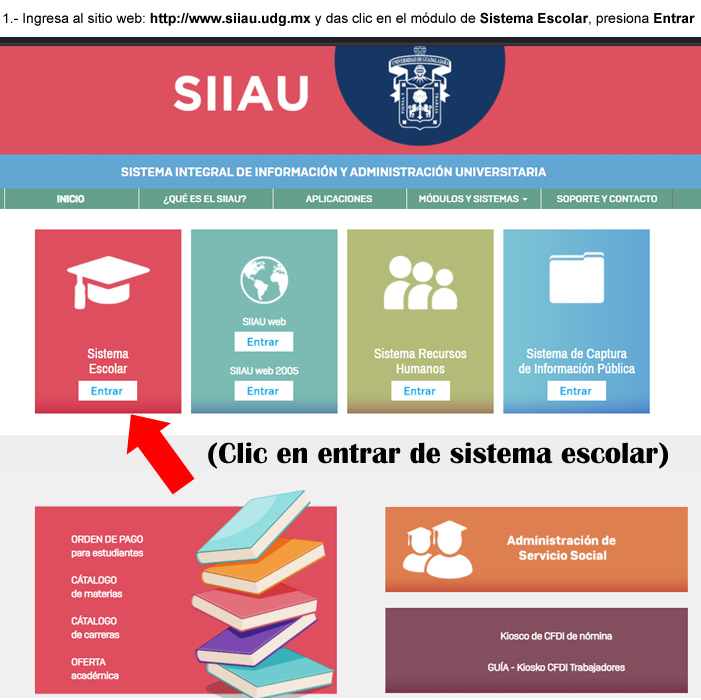 1.- Ingresa al sitio web: http://www.siiau.udg.mx y das clic en el módulo de Sistema Escolar, presiona Entrar
SIIAU
UNIVERSIDAD DE GUADALAJARA
PIENSA Y TRABAJA
SISTEMA INTEGRAL DE INFORMACIÓN Y ADMINISTRACIÓN UNIVERSITARIA
INICIO
¿QUÉ ES EL SIIAU?
APLICACIONES
MÓDULOS Y SISTEMAS
SOPORTE Y CONTACTO
Sistema
Escolar
Entrar
SIIAU web
Entrar
SIIAU web 2005
Entrar
Sistema Recursos
Humanos
Entrar
Sistema de Captura
de Información Pública
Entrar
(Clic en entrar de sistema escolar)
ORDEN DE PAGO
para estudiantes
CÁTALOGO
de materias
CÁTALOGO
de carreras
OFERTA
académica
Administración de
Servicio Social
Kiosco de CFDI de nómina
GUÍA - Kiosko CFDI Trabajadores